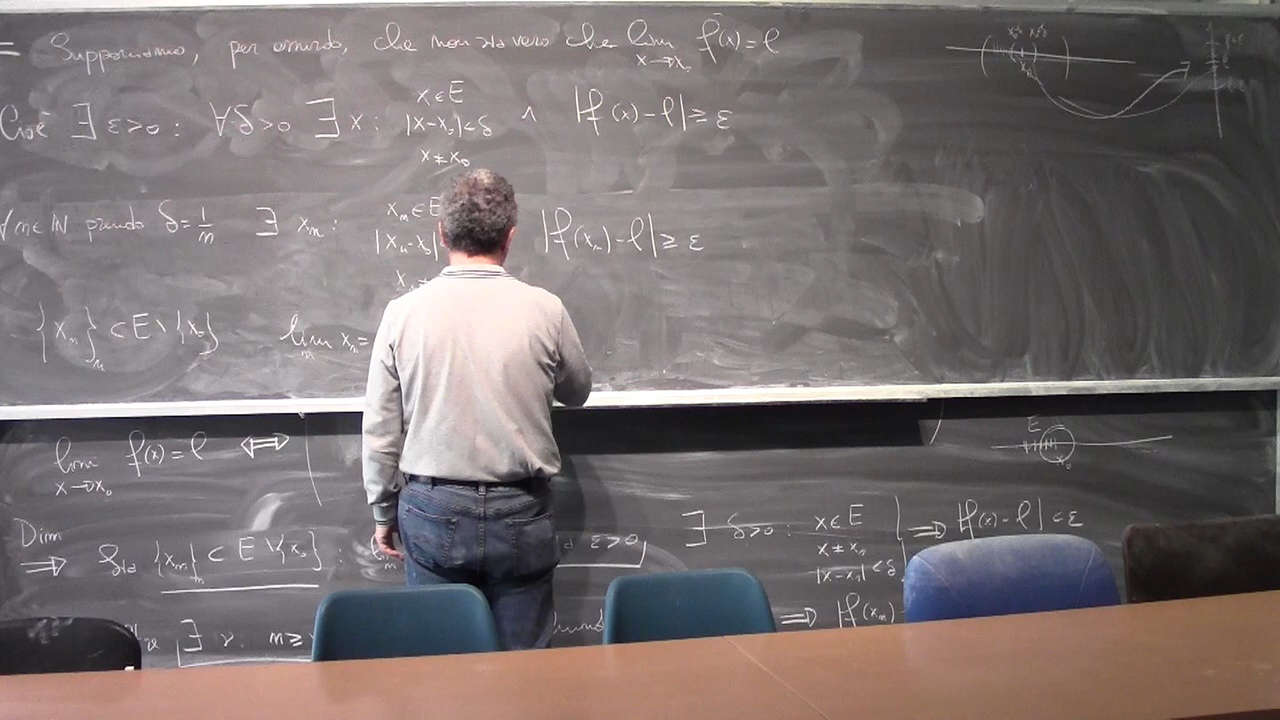 = Supponiamo, per assurdo, che non sia vero che lim f(x) = l
x→x₀
Cioè ∃ ε>0 : ∀δ>0 ∃ x : x∈E |x-x₀|<δ x≠x₀ ∧ |f(x)-l| ≥ ε
∀n∈ℕ prendo δ=1/n ∃ xₙ : xₙ∈E |xₙ-x₀| |f(xₙ)-l| ≥ ε
{xₙ}ₙ ⊂ E\{x₀} lim xₙ =
n
lim f(x) = l ⟺
x→x₀
E
x₀
Dim
⟹ Sia {xₙ}ₙ ⊂ E\{x₀} : ε>0 ∃ δ>0 : x∈E x≠x₀ |x-x₀|<δ ⟹ |f(x)-l|<ε
∃ ν : n≥ ⟹ |f(xₙ)